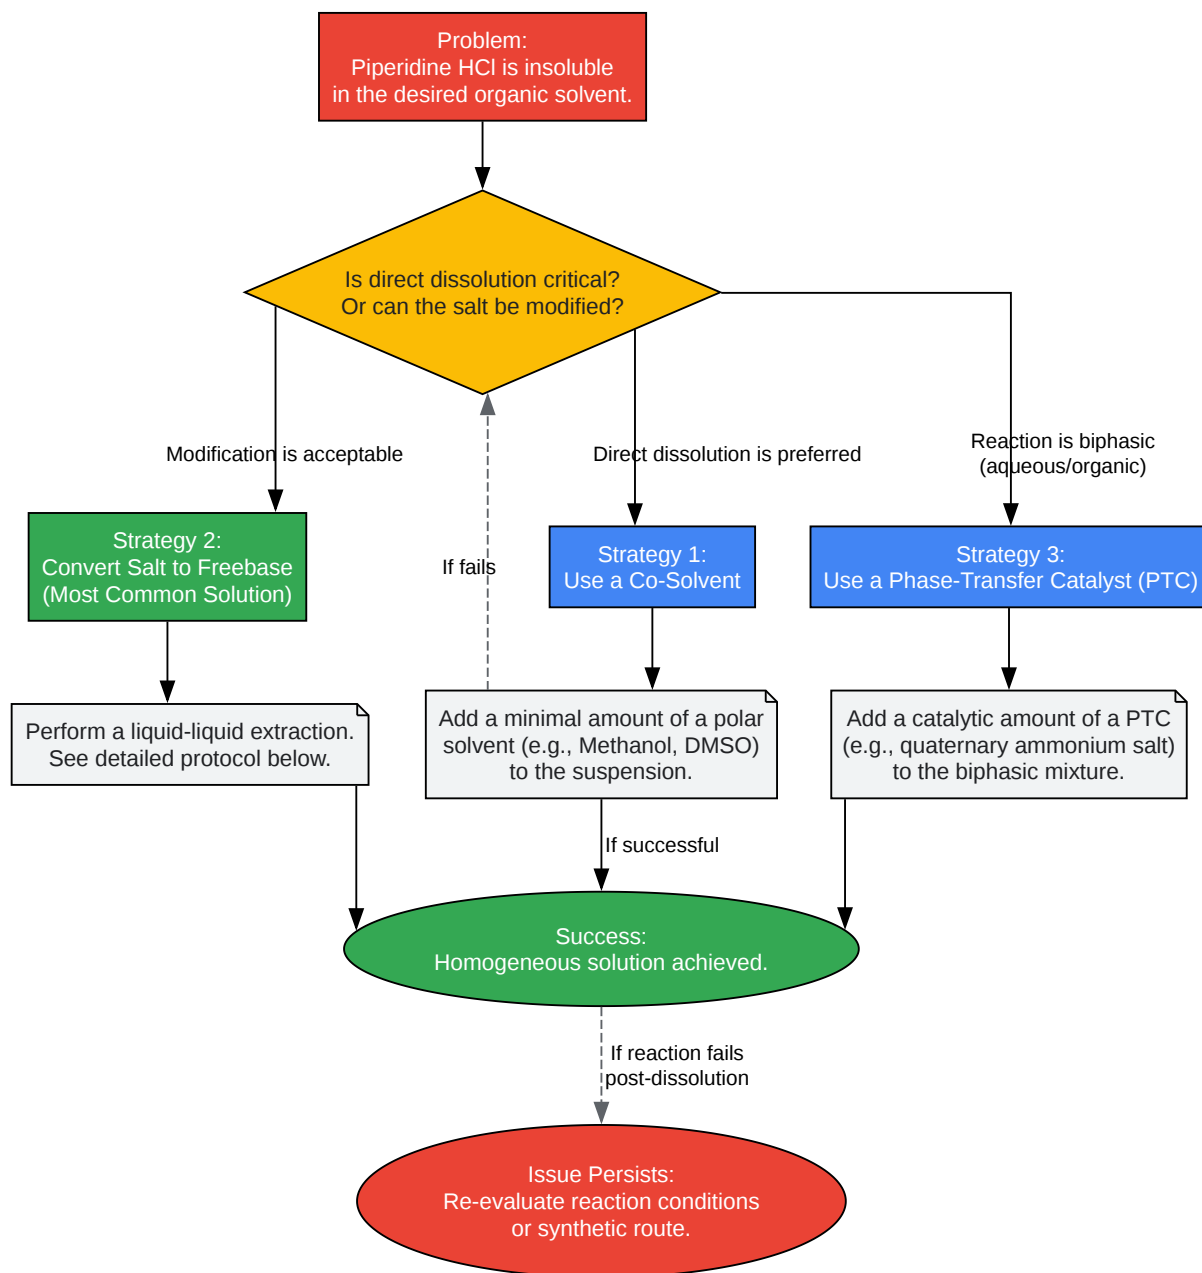 Problem:
Piperidine HCl is insoluble
in the desired organic solvent.
Is direct dissolution critical?
Or can the salt be modified?
Modification is acceptable
Direct dissolution is preferred
Reaction is biphasic
(aqueous/organic)
Strategy 2:
Convert Salt to Freebase
(Most Common Solution)
If fails
Strategy 1:
Use a Co-Solvent
Strategy 3:
Use a Phase-Transfer Catalyst (PTC)
Perform a liquid-liquid extraction.
See detailed protocol below.
Add a minimal amount of a polar
solvent (e.g., Methanol, DMSO)
to the suspension.
Add a catalytic amount of a PTC
(e.g., quaternary ammonium salt)
to the biphasic mixture.
If successful
Success:
Homogeneous solution achieved.
If reaction fails
post-dissolution
Issue Persists:
Re-evaluate reaction conditions
or synthetic route.